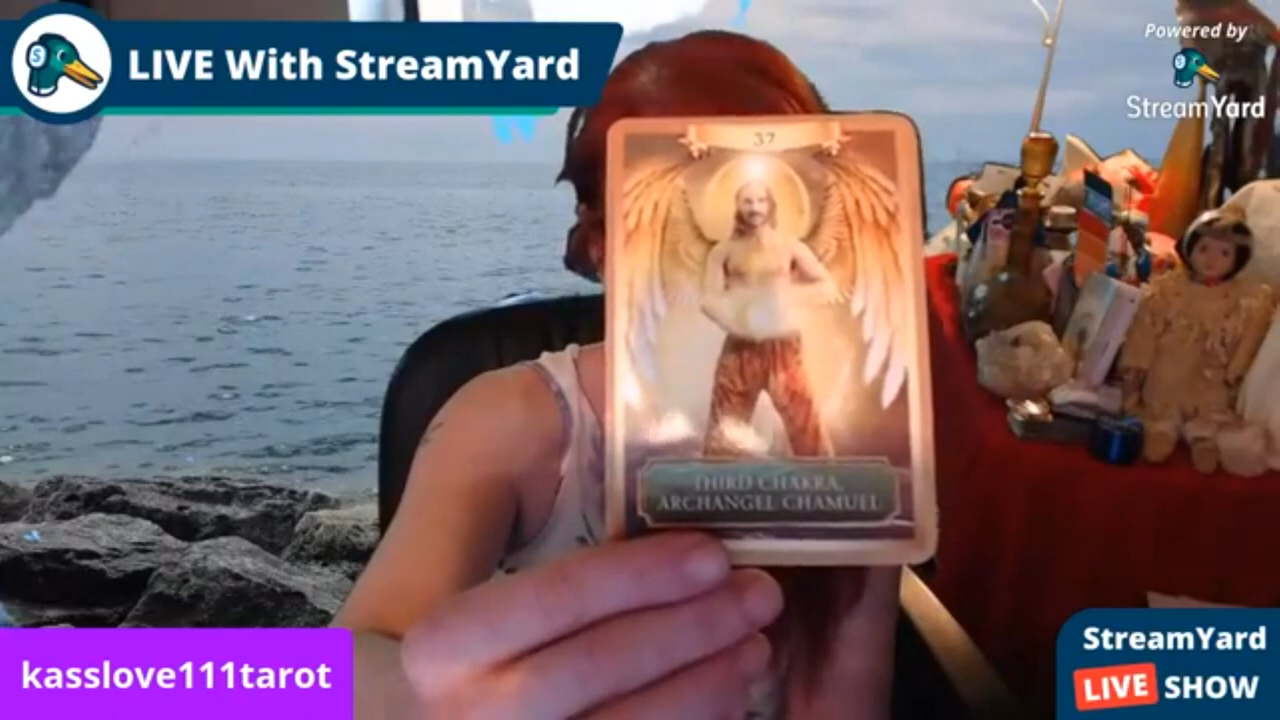 LIVE With StreamYard
Powered by
StreamYard
37
THIRD CHAKRA,
ARCHANGEL CHAMUEL
kasslove111tarot
StreamYard
LIVE SHOW